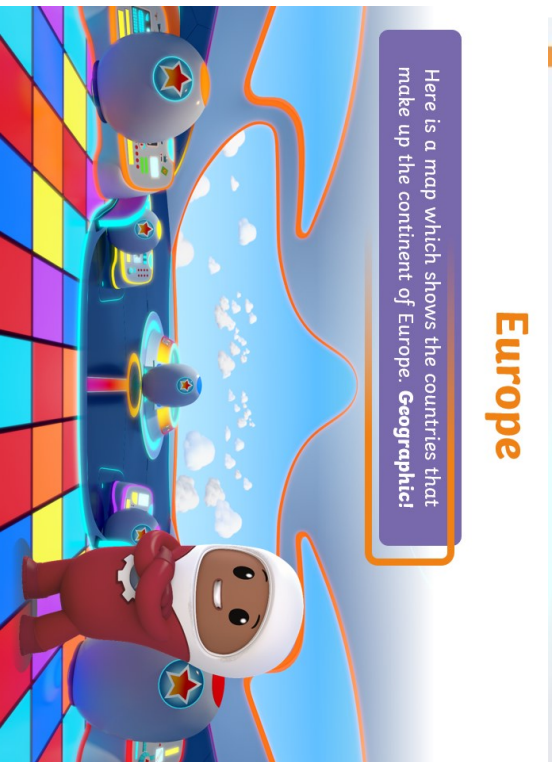 Europe
Here is a map which shows the countries that
make up the continent of Europe. Geographic!